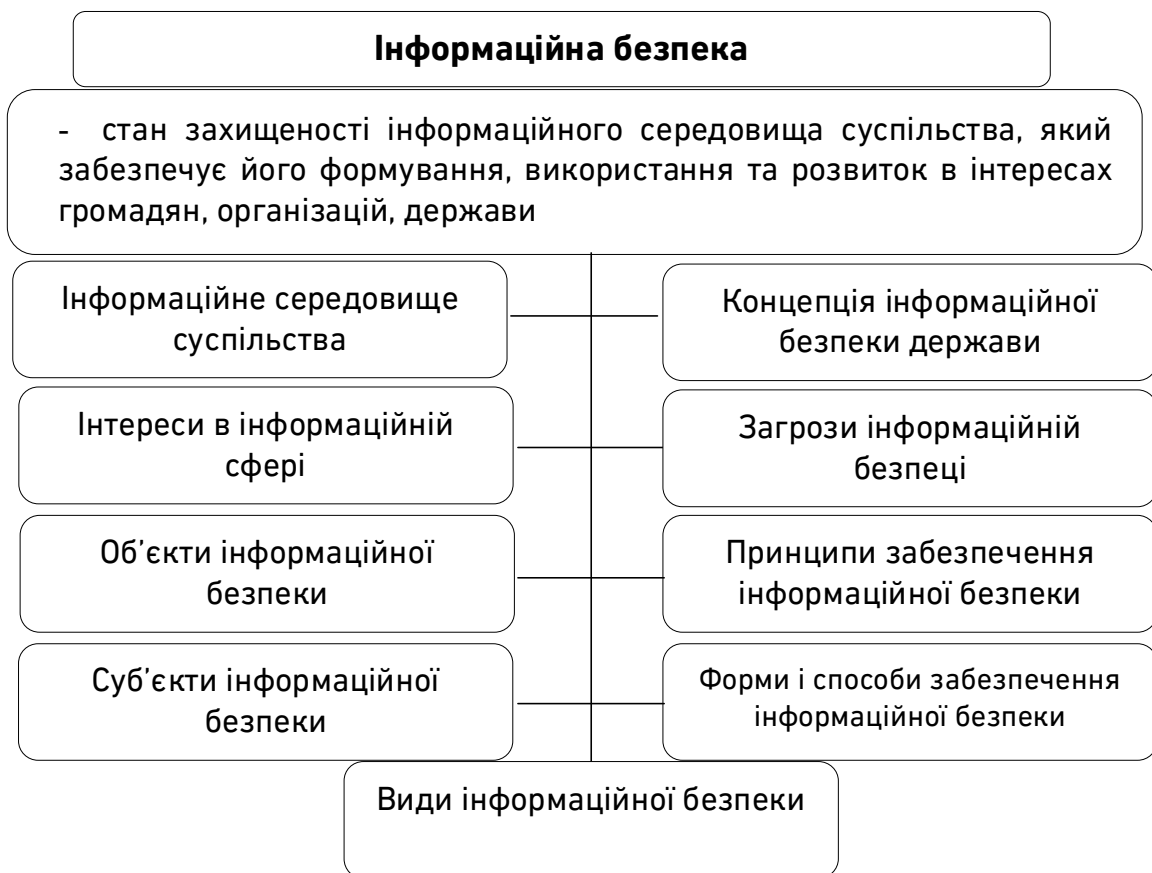 Інформаційна безпека
- стан захищеності інформаційного середовища суспільства, який
забезпечує його формування, використання та розвиток в інтересах
громадян, організацій, держави
Інформаційне середовище
суспільства
Концепція інформаційної
безпеки держави
Інтереси в інформаційній
сфері
Загрози інформаційній
безпеці
Об’єкти інформаційної
безпеки
Принципи забезпечення
інформаційної безпеки
Суб’єкти інформаційної
безпеки
Форми і способи забезпечення
інформаційної безпеки
Види інформаційної безпеки